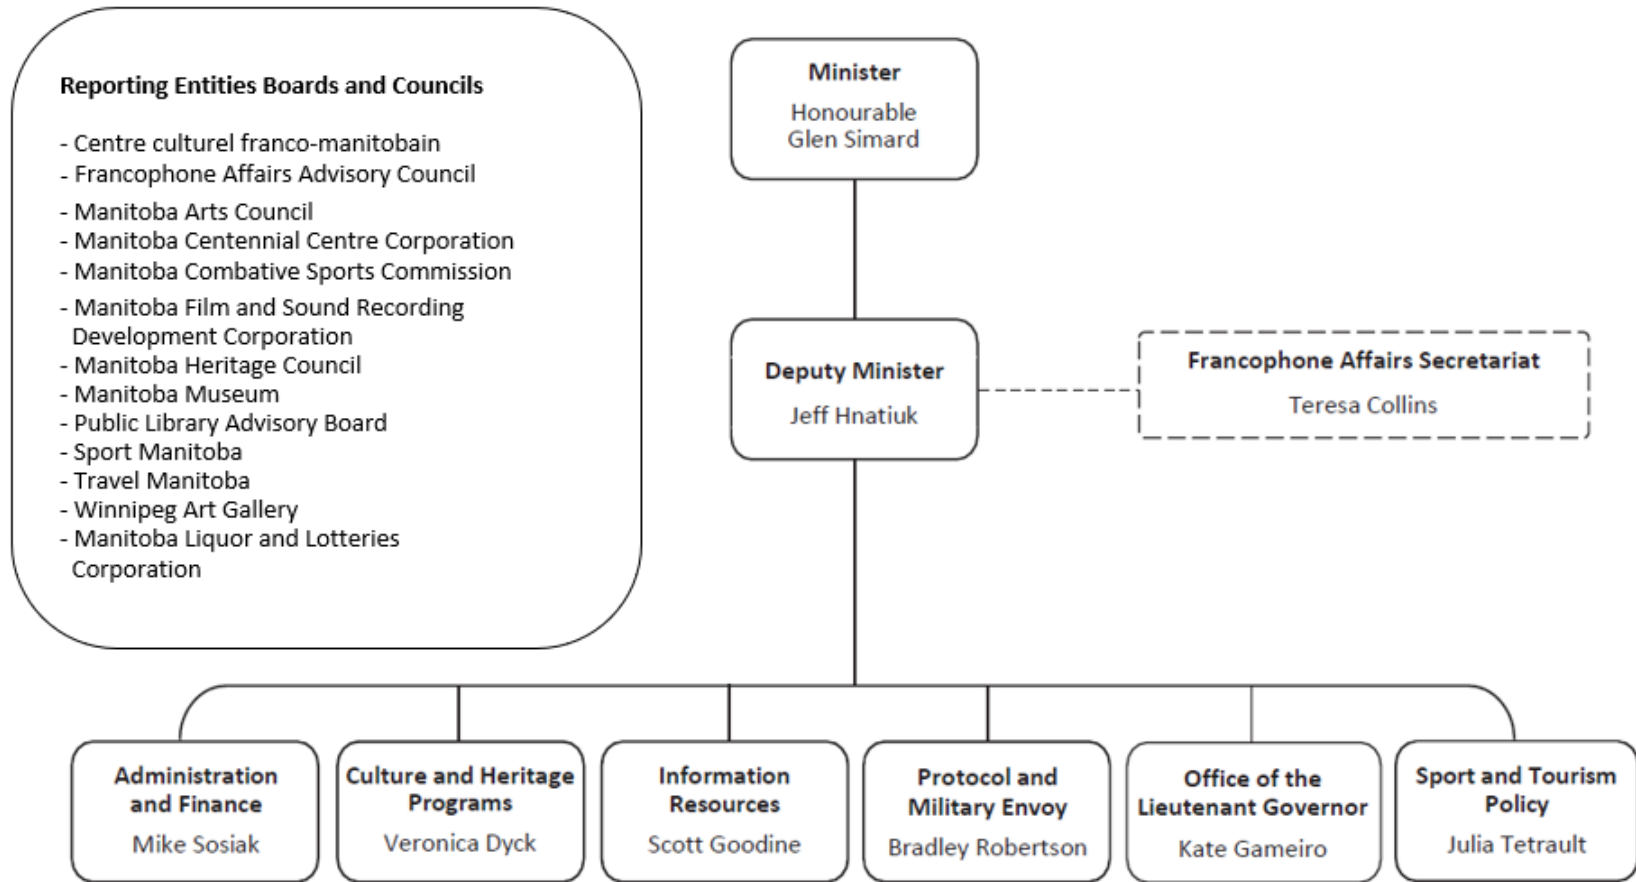 Reporting Entities Boards and Councils
- Centre culturel franco-manitobain
- Francophone Affairs Advisory Council
- Manitoba Arts Council
- Manitoba Centennial Centre Corporation
- Manitoba Combative Sports Commission
- Manitoba Film and Sound Recording
Development Corporation
- Manitoba Heritage Council
- Manitoba Museum
- Public Library Advisory Board
- Sport Manitoba
- Travel Manitoba
- Winnipeg Art Gallery
- Manitoba Liquor and Lotteries
Corporation
Minister
Honourable
Glen Simard
Deputy Minister
Jeff Hnatiuk
Francophone Affairs Secretariat
Teresa Collins
Administration
and Finance
Mike Sosiak
Culture and Heritage
Programs
Veronica Dyck
Information
Resources
Scott Goodine
Protocol and
Military Envoy
Bradley Robertson
Office of the
Lieutenant Governor
Kate Gameiro
Sport and Tourism
Policy
Julia Tetrault